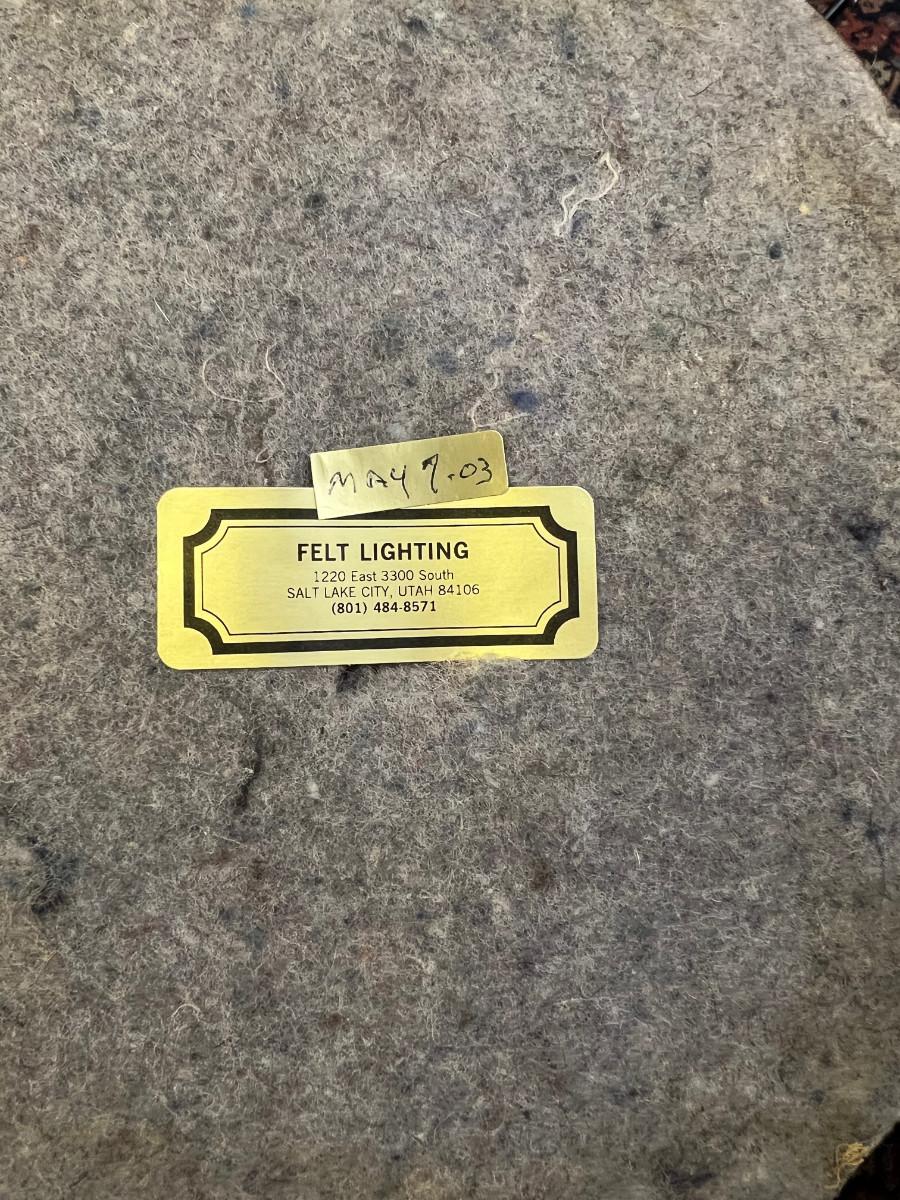 MAY 7.03
FELT LIGHTING
1220 East 3300 South
SALT LAKE CITY, UTAH 84106
(801) 484-8571